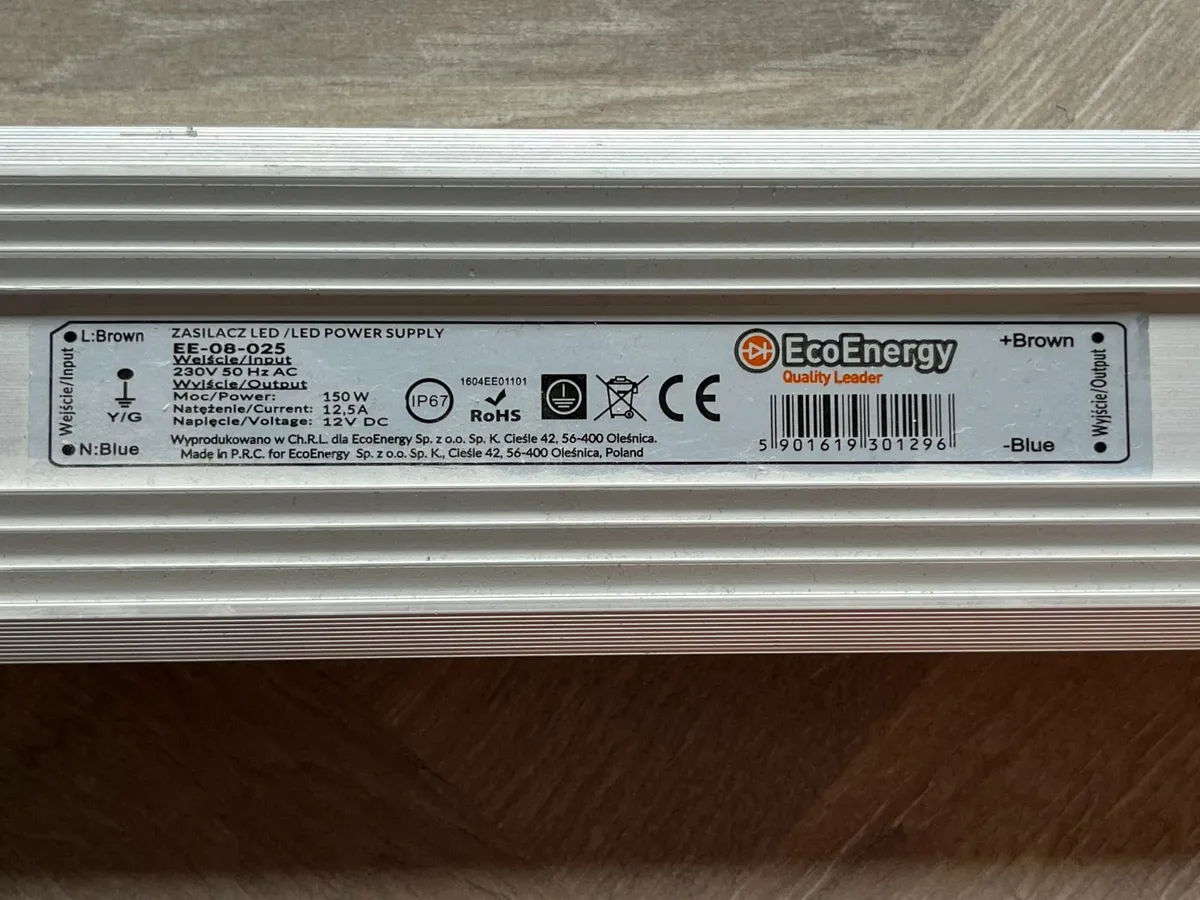 L:Brown
Wejście/Input
Y/G
N:Blue
ZASILACZ LED /LED POWER SUPPLY
EE-08-025
Wejście/Input
230V 50 Hz AC
Wyjście/Output
Moc/Power: 150 W
Natężenie/Current: 12,5A
Napięcie/Voltage: 12V DC
Wyprodukowano w Ch.R.L. dla EcoEnergy Sp. z o.o. Sp. K. Cieśle 42, 56-400 Oleśnica.
Made in P.R.C. for EcoEnergy Sp. z o.o. Sp. K., Cieśle 42, 56-400 Oleśnica, Poland
IP67
1604EE01101
RoHS
CE
EcoEnergy
Quality Leader
5 901619 301296
+Brown
Wyjście/Output
-Blue